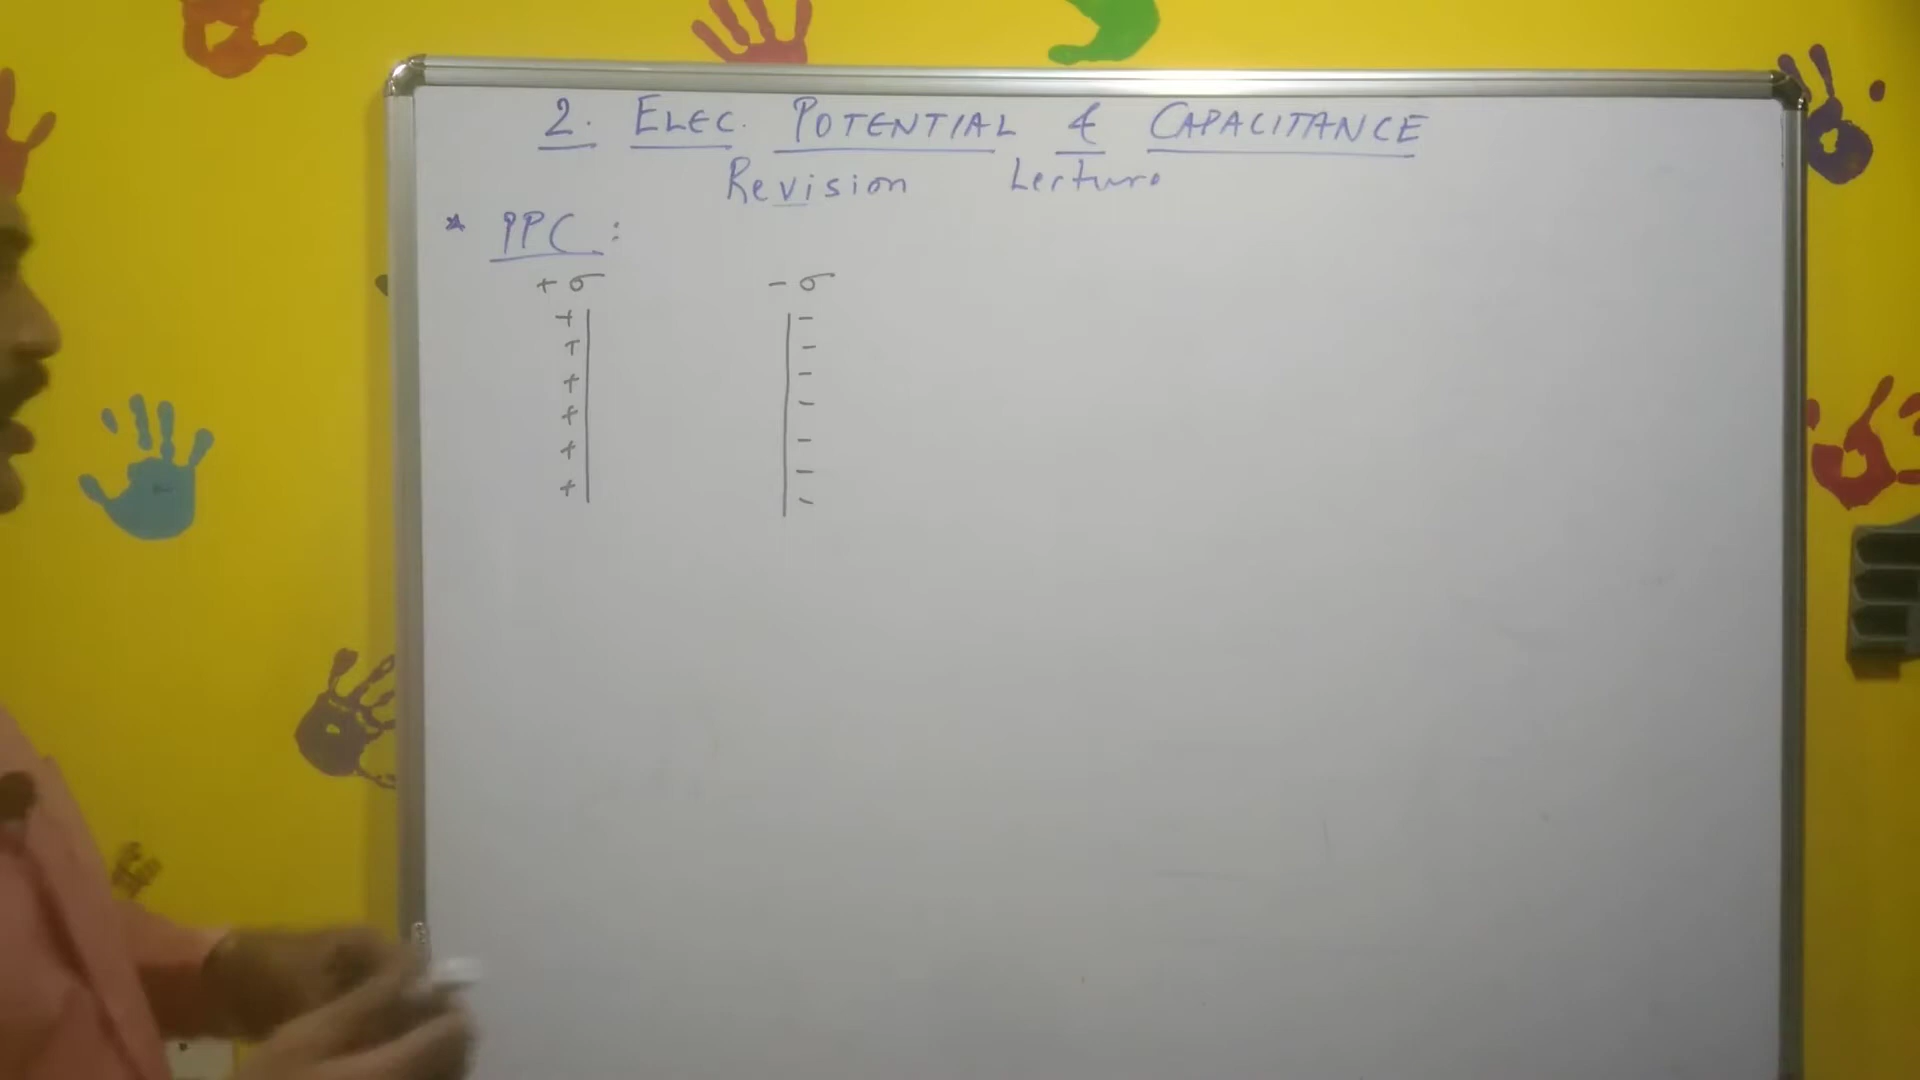 2. ELEC. POTENTIAL & CAPACITANCE
Revision Lecture
* PPC:
+ σ - σ
+ -
+ -
+ -
+ -
+ -
+ -
-